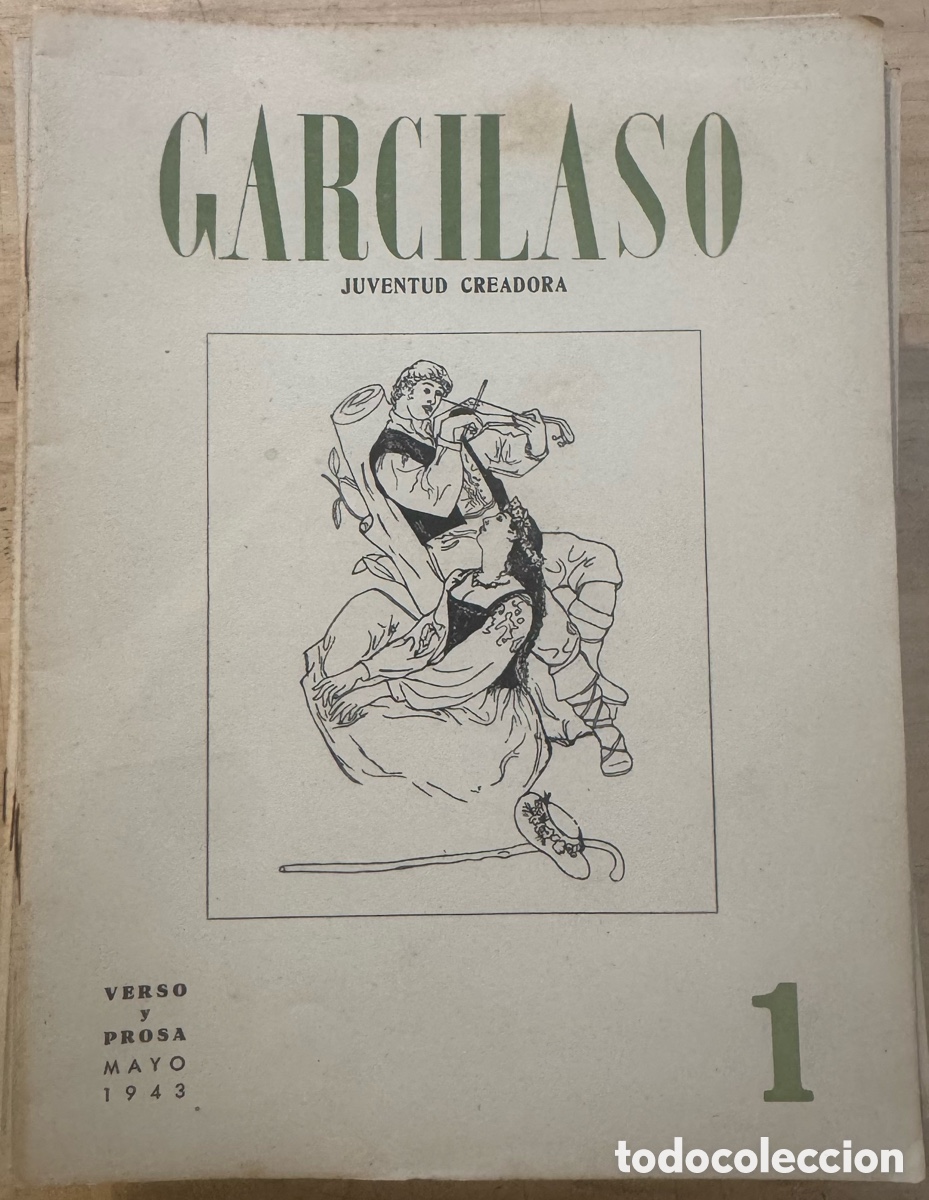 GARCILASO
JUVENTUD CREADORA
VERSO
y
PROSA
MAYO
1943
1
todocoleccion